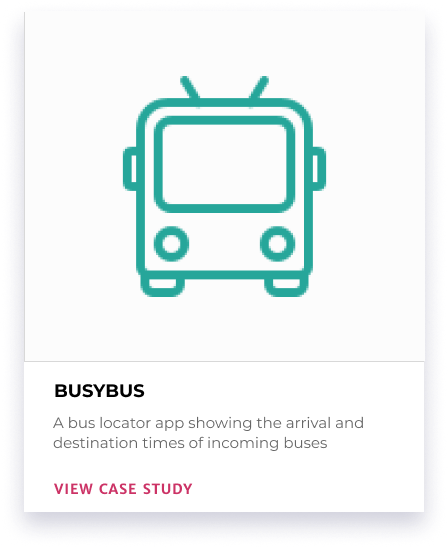 BUSYBUS
A bus locator app showing the arrival and
destination times of incoming buses
VIEW CASE STUDY